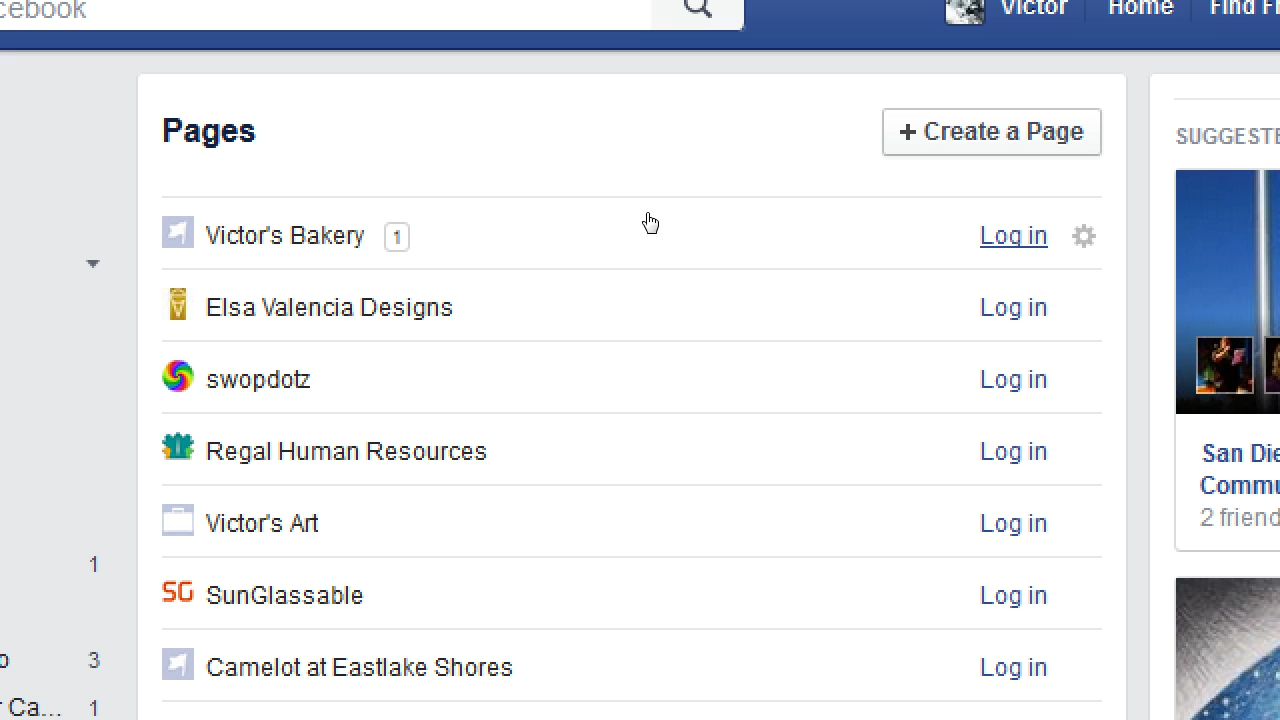 cebook
Victor Home Find F
Pages
+ Create a Page
SUGGESTE
Victor's Bakery 1 Log in
Elsa Valencia Designs Log in
swopdotz Log in
Regal Human Resources Log in
San Die
Commu
2 friend
Victor's Art Log in
1
SG SunGlassable Log in
o 3
Camelot at Eastlake Shores Log in
r Ca... 1